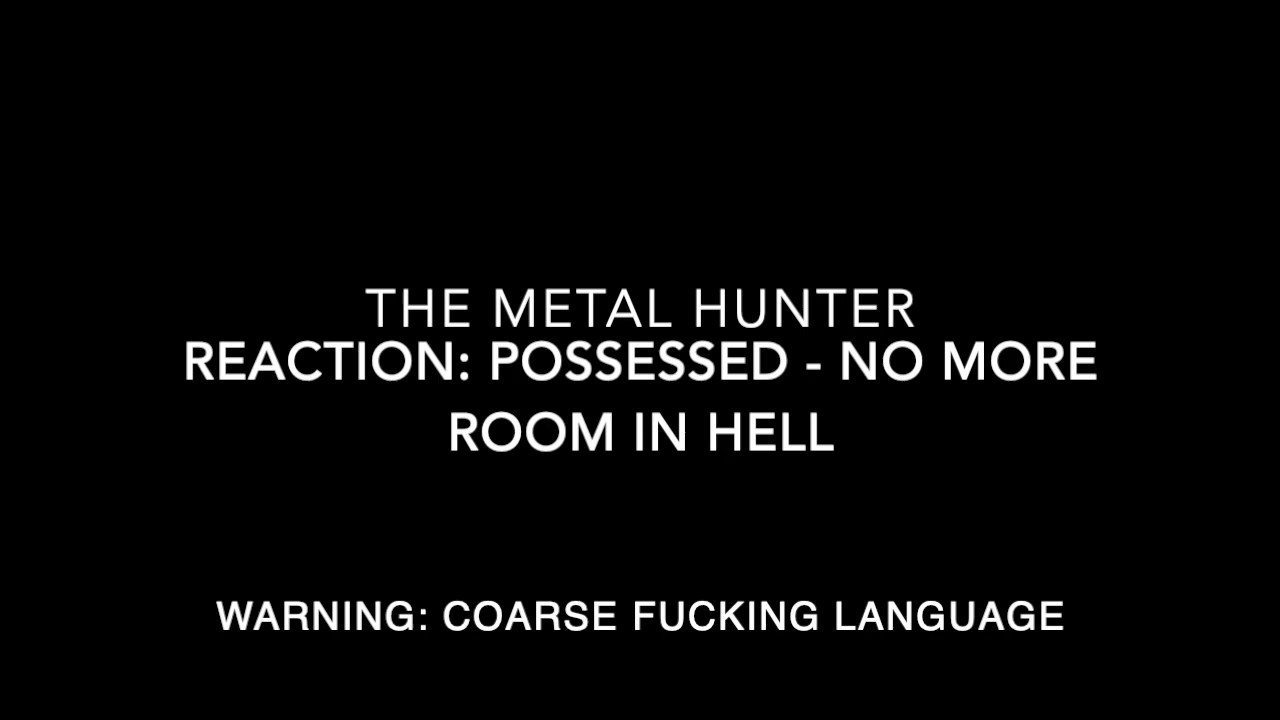 THE METAL HUNTER
REACTION: POSSESSED - NO MORE
ROOM IN HELL
WARNING: COARSE FUCKING LANGUAGE